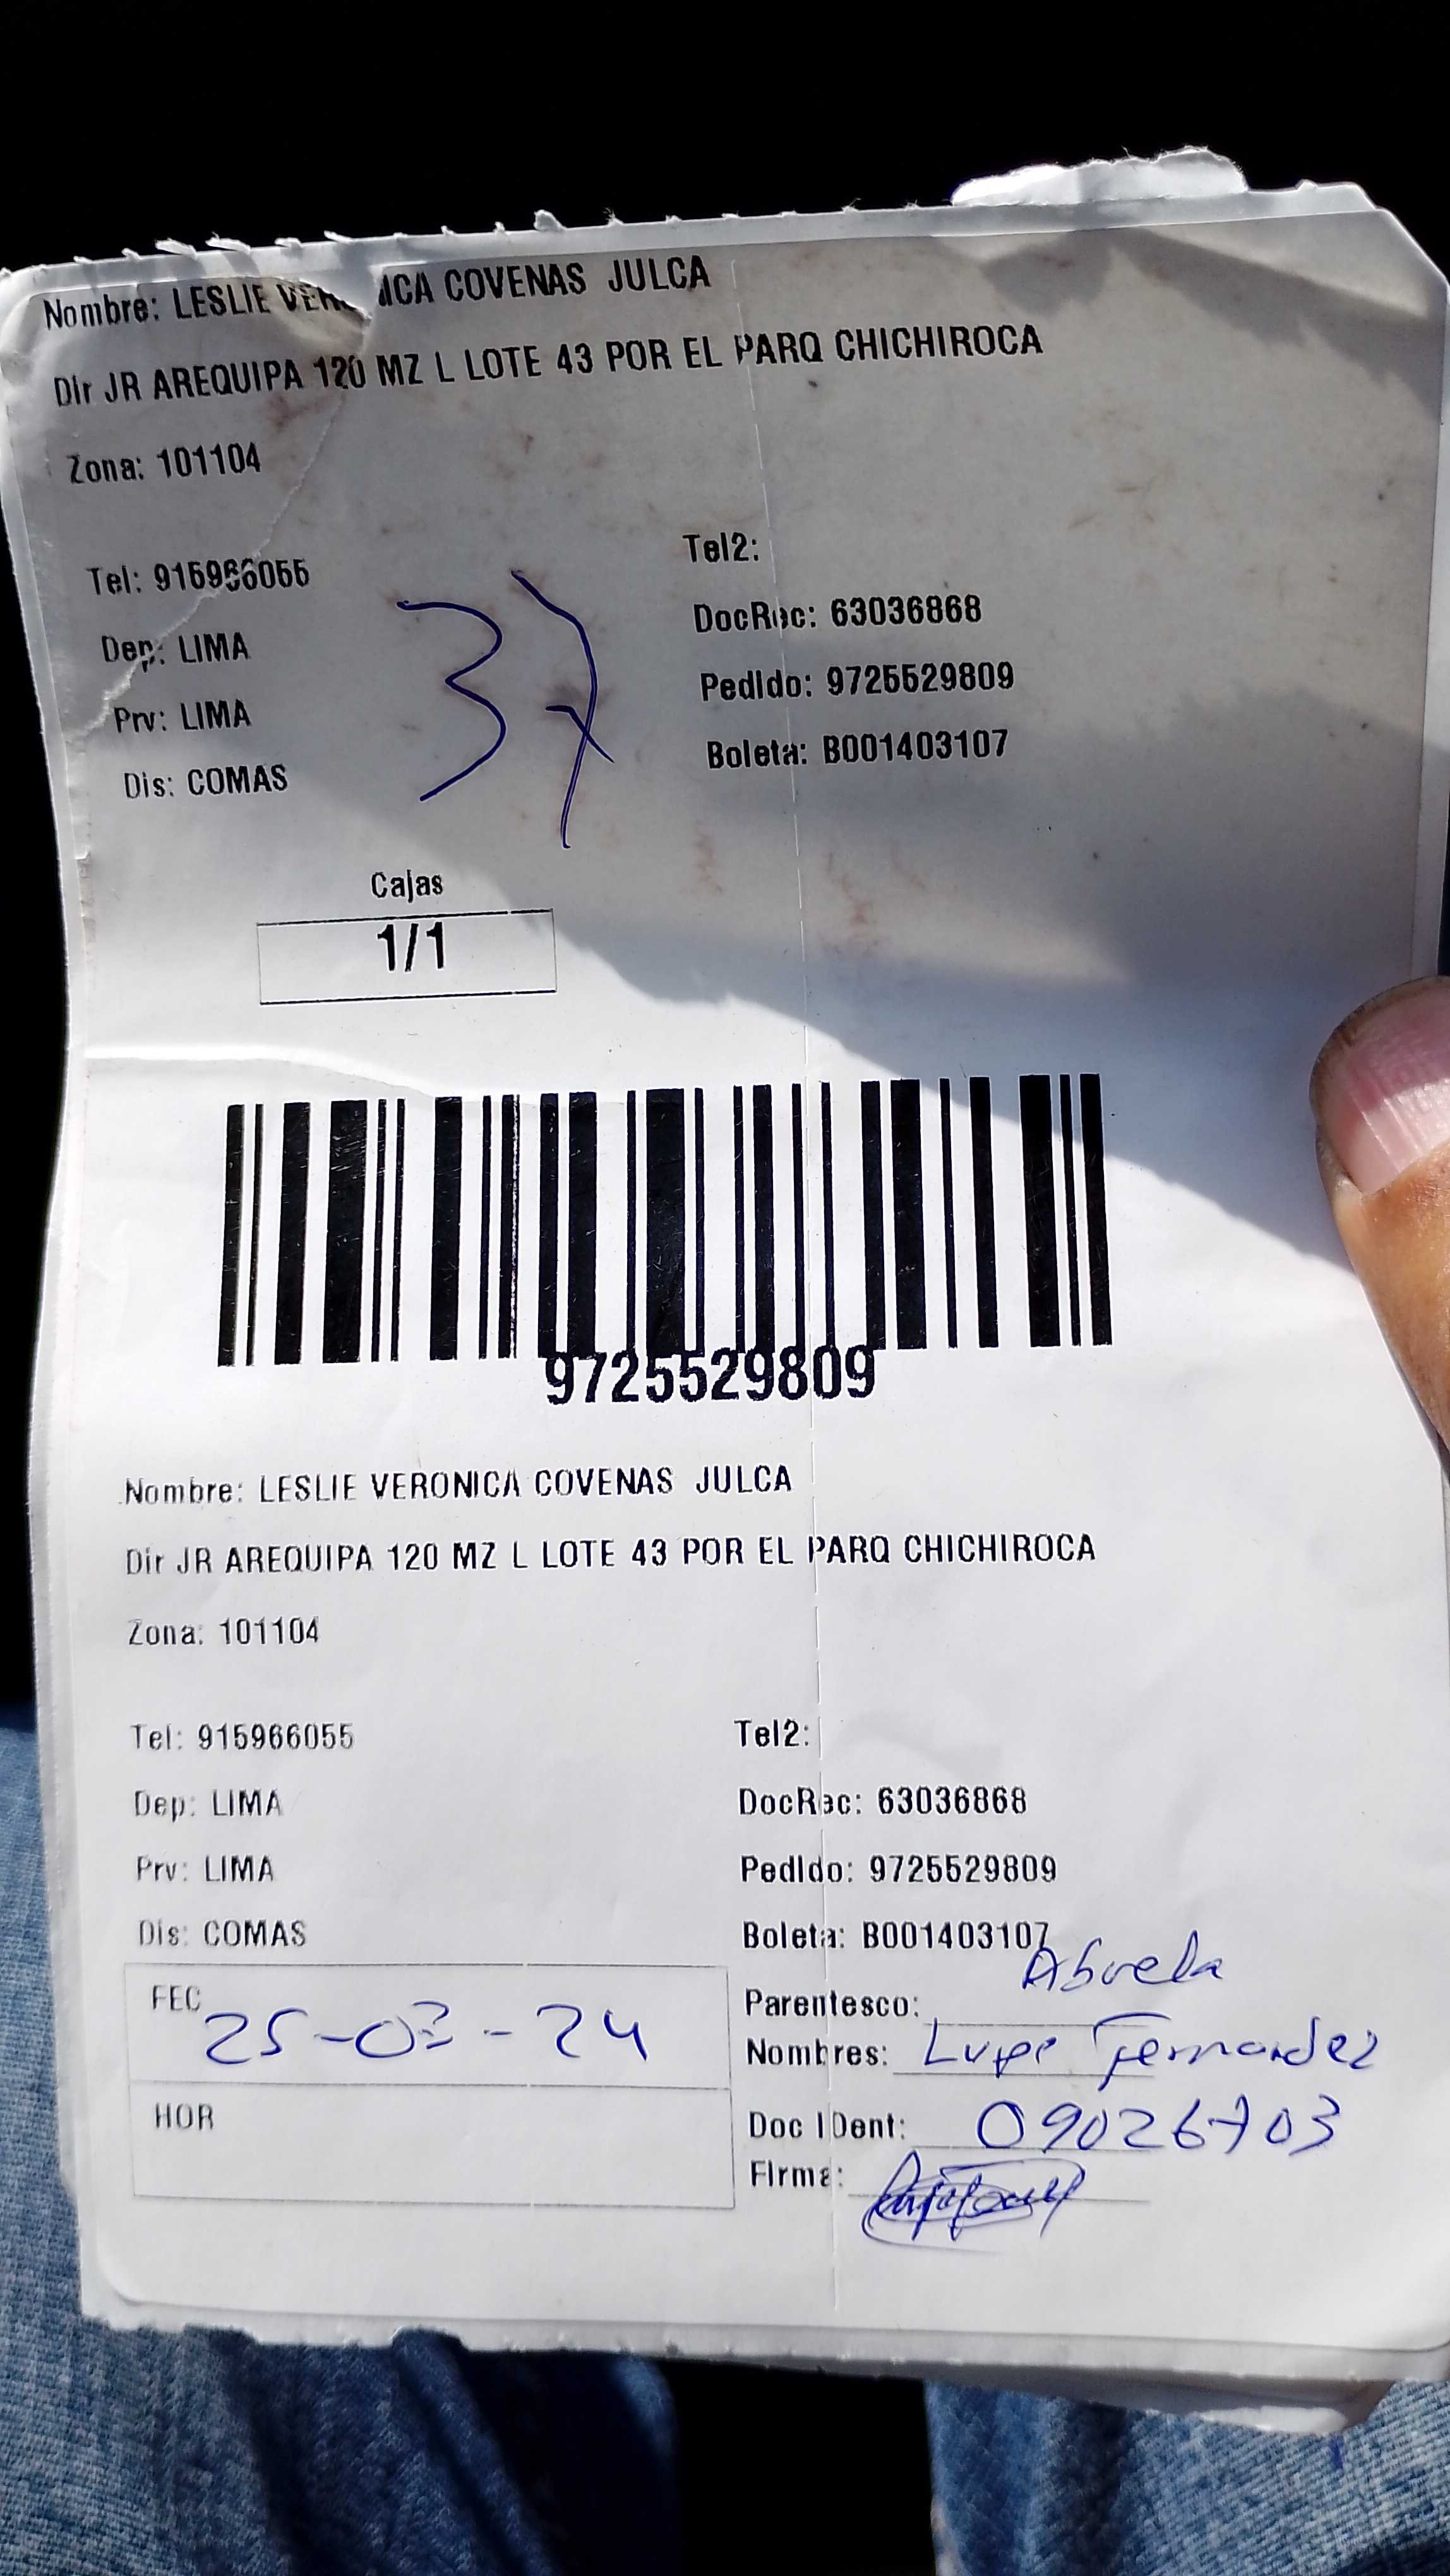 Nombre: LESLIE VERONICA COVENAS JULCA
Dir JR AREQUIPA 120 MZ L LOTE 43 POR EL PARQ CHICHIROCA
Zona: 101104
Tel: 915966055 Tel2:
Dep: LIMA DocRec: 63036868
Prv: LIMA Pedido: 9725529809
Dis: COMAS Boleta: B001403107
37
Cajas
1/1
9725529809
Nombre: LESLIE VERONICA COVENAS JULCA
Dir JR AREQUIPA 120 MZ L LOTE 43 POR EL PARQ CHICHIROCA
Zona: 101104
Tel: 915966055 Tel2:
Dep: LIMA DocRec: 63036868
Prv: LIMA Pedido: 9725529809
Dis: COMAS Boleta: B001403107
FEC 25-03-24
Parentesco: Abuela
Nombres: Lupe Fernandez
HOR
Doc IDent: 09026703
Firma: